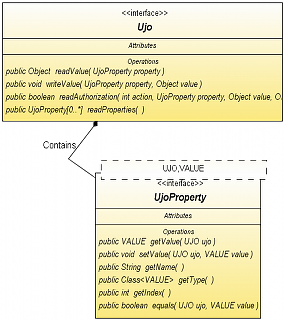 <<interface>>
Ujo
Attributes
Operations
public Object readValue( UjoProperty property )
public void writeValue( UjoProperty property, Object value )
public boolean readAuthorization( int action, UjoProperty property, Object value, O
public UjoProperty[0..*] readProperties( )
Contains
UJO,VALUE
<<interface>>
UjoProperty
Attributes
Operations
public VALUE getValue( UJO ujo )
public void setValue( UJO ujo, VALUE value )
public String getName( )
public Class<VALUE> getType( )
public int getIndex( )
public boolean equals( UJO ujo, VALUE value )